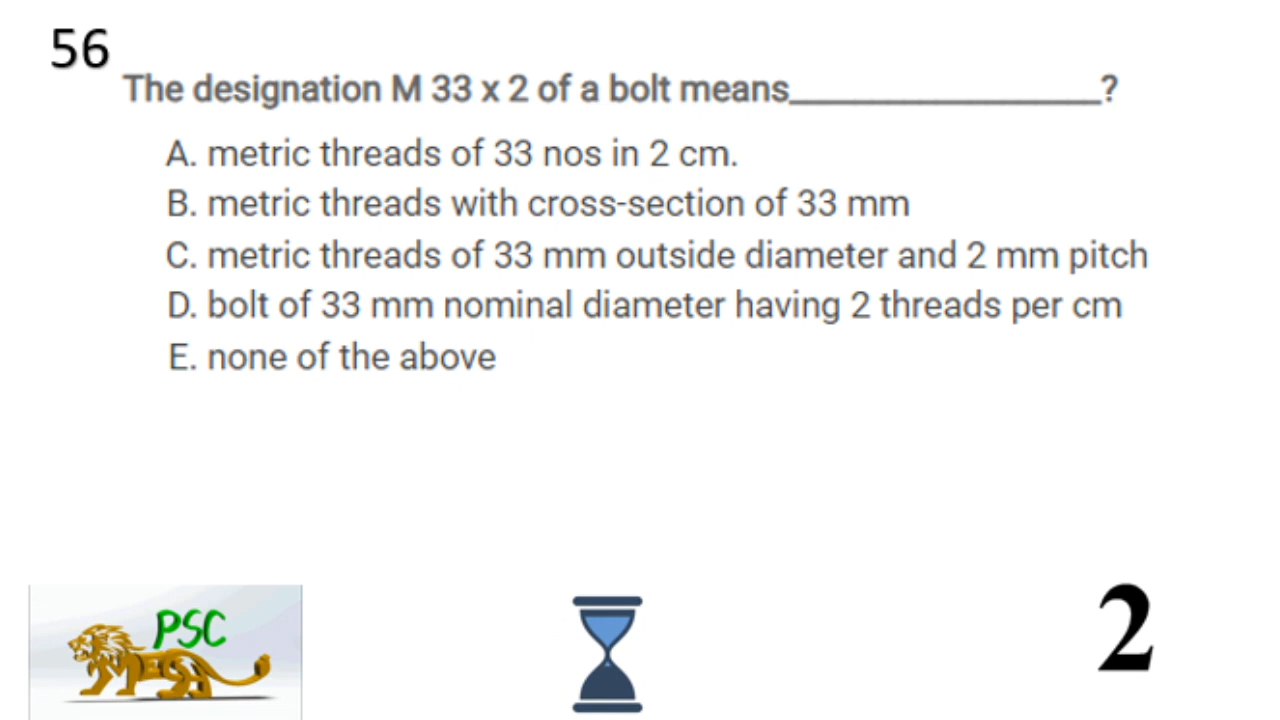 56
The designation M 33 x 2 of a bolt means___________________?
A. metric threads of 33 nos in 2 cm.
B. metric threads with cross-section of 33 mm
C. metric threads of 33 mm outside diameter and 2 mm pitch
D. bolt of 33 mm nominal diameter having 2 threads per cm
E. none of the above
PSC
2